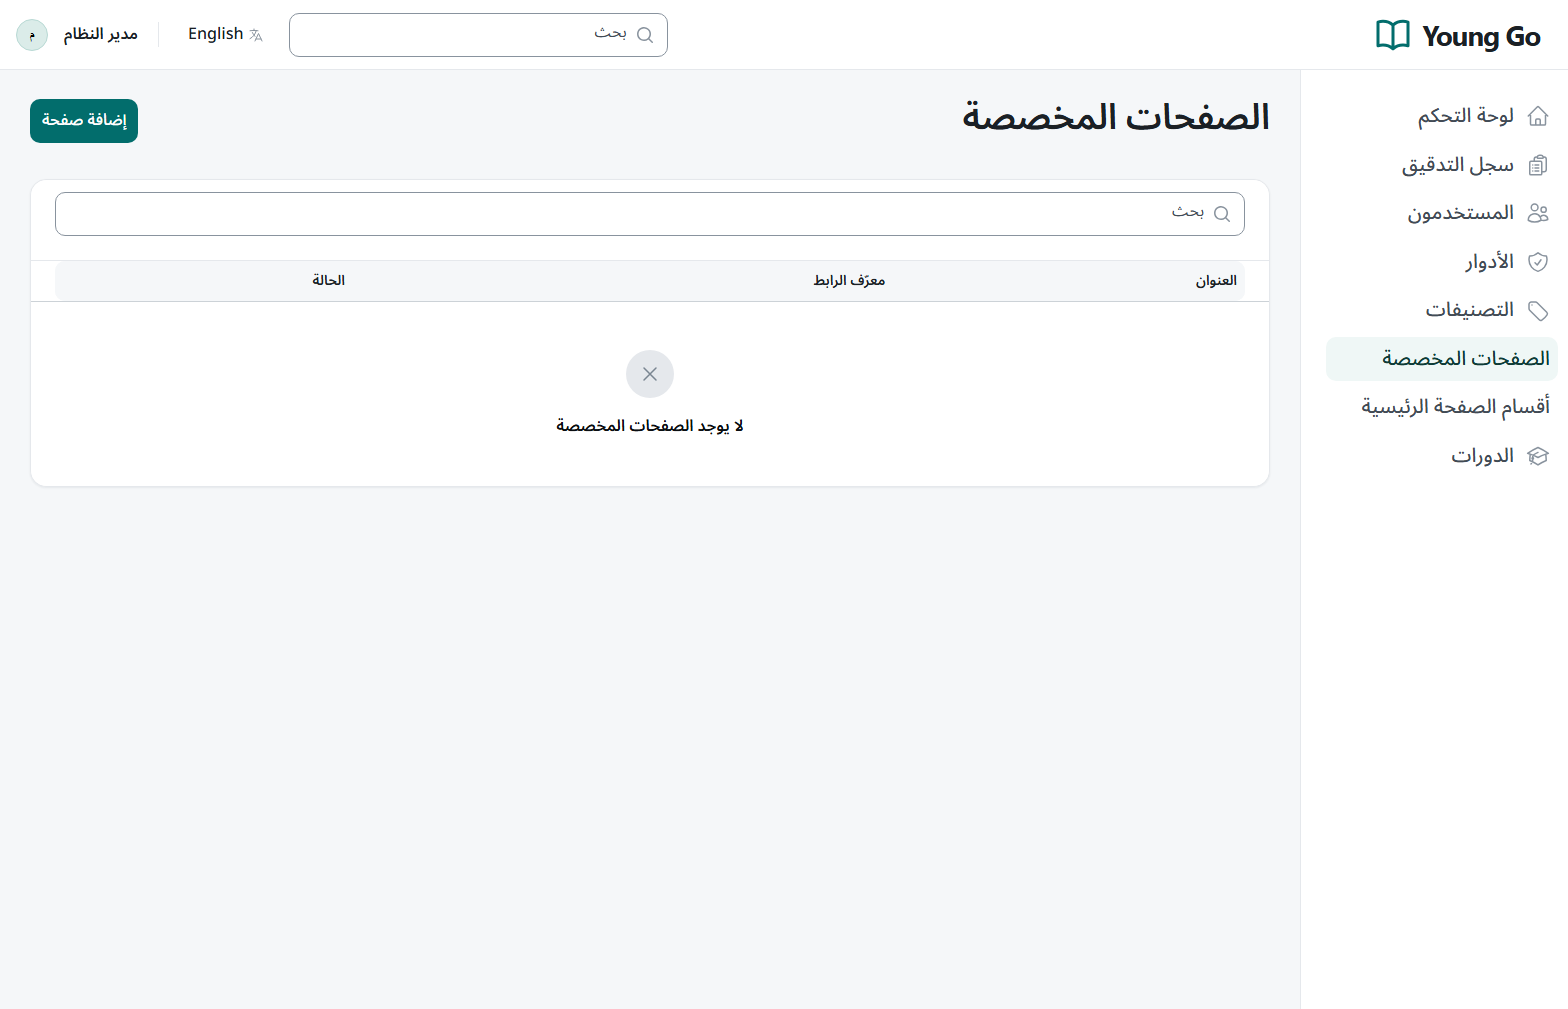 Young Go
بحث
English
مدير النظام
م
لوحة التحكم
سجل التدقيق
المستخدمون
الأدوار
التصنيفات
الصفحات المخصصة
أقسام الصفحة الرئيسية
الدورات
الصفحات المخصصة
إضافة صفحة
بحث
العنوان معرّف الرابط الحالة
لا يوجد الصفحات المخصصة